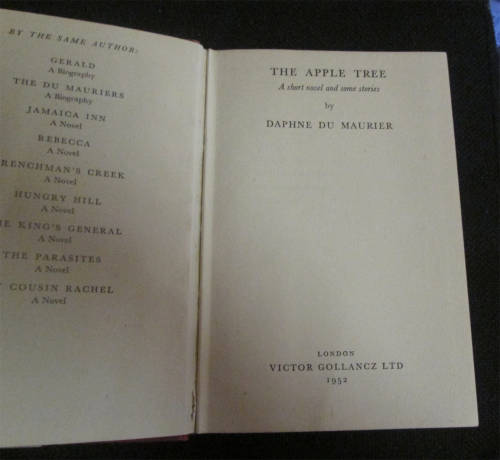 BY THE SAME AUTHOR:
GERALD
A Biography
THE DU MAURIERS
A Biography
JAMAICA INN
A Novel
REBECCA
A Novel
RENCHMAN'S CREEK
A Novel
HUNGRY HILL
A Novel
E KING'S GENERAL
A Novel
THE PARASITES
A Novel
COUSIN RACHEL
A Novel
THE APPLE TREE
A short novel and some stories
by
DAPHNE DU MAURIER
LONDON
VICTOR GOLLANCZ LTD
1952